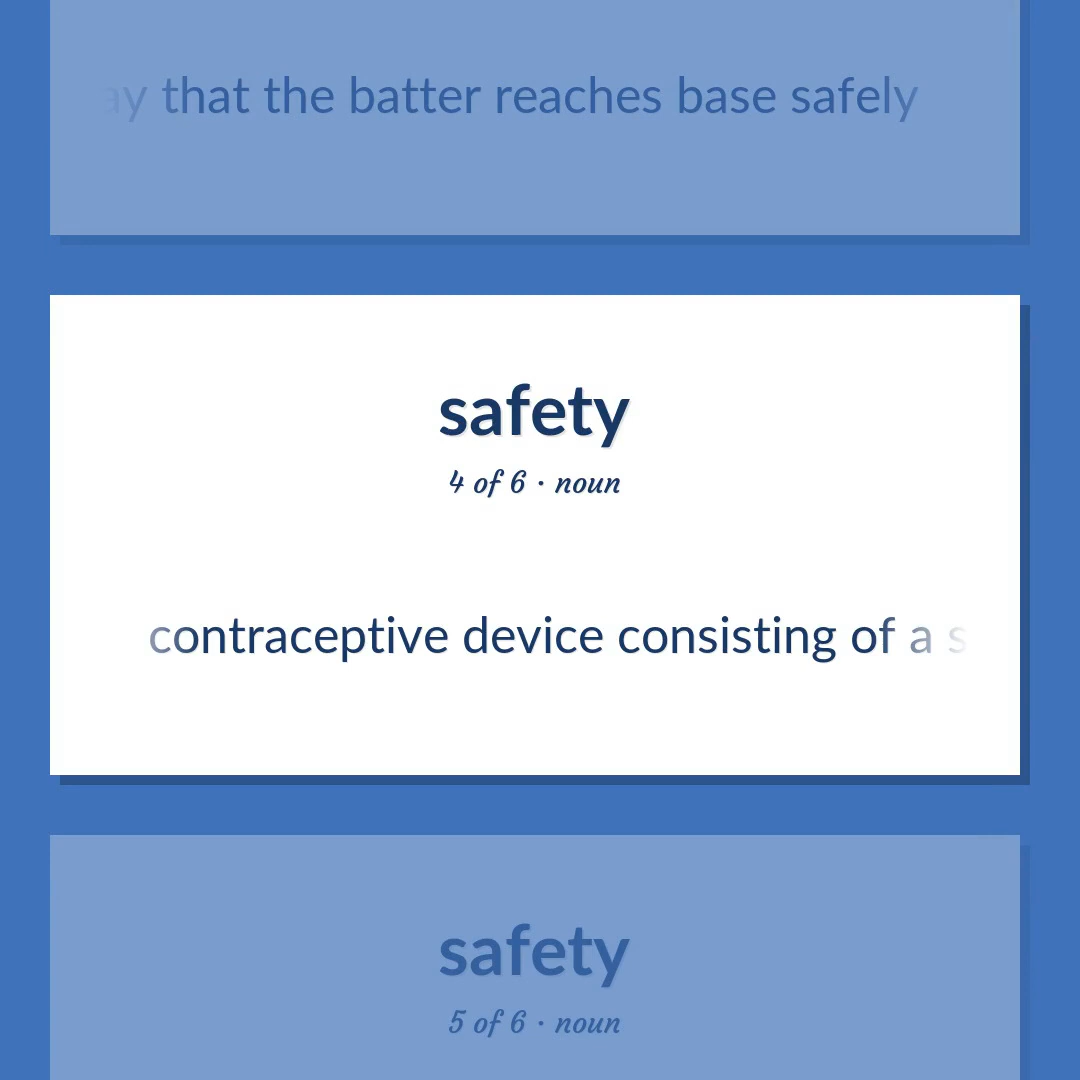 that the batter reaches base safely
safety
4 of 6 · noun
contraceptive device consisting of a
safety
5 of 6 · noun